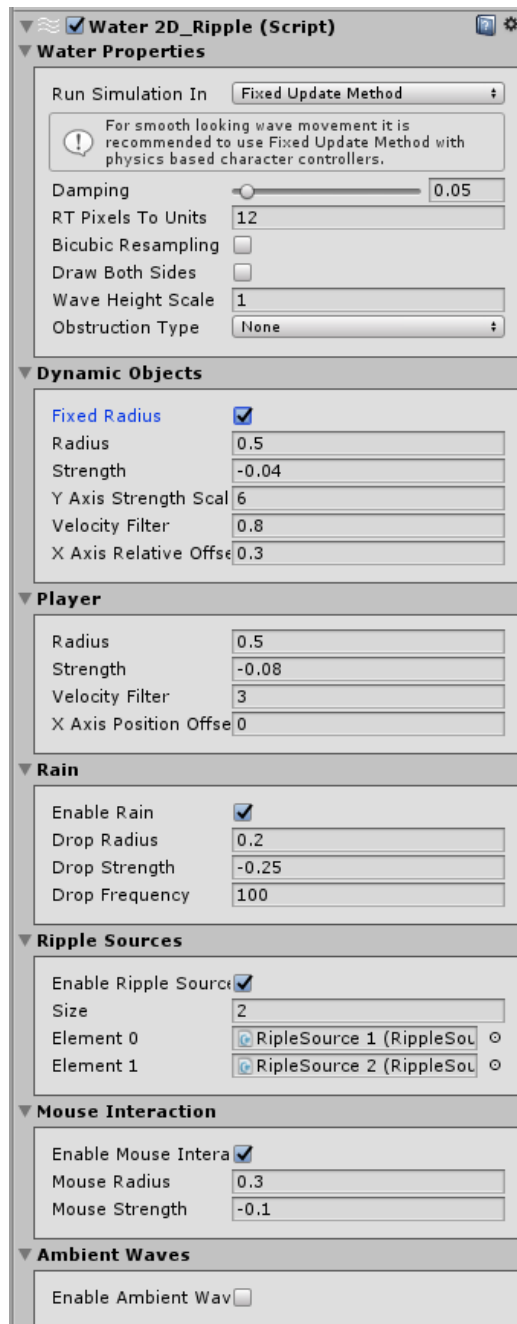 Water 2D_Ripple (Script)
Water Properties
Run Simulation In Fixed Update Method
For smooth looking wave movement it is
recommended to use Fixed Update Method with
physics based character controllers.
Damping 0.05
RT Pixels To Units 12
Bicubic Resampling
Draw Both Sides
Wave Height Scale 1
Obstruction Type None
Dynamic Objects
Fixed Radius
Radius 0.5
Strength -0.04
Y Axis Strength Scal 6
Velocity Filter 0.8
X Axis Relative Offse 0.3
Player
Radius 0.5
Strength -0.08
Velocity Filter 3
X Axis Position Offse 0
Rain
Enable Rain
Drop Radius 0.2
Drop Strength -0.25
Drop Frequency 100
Ripple Sources
Enable Ripple Source
Size 2
Element 0 RipleSource 1 (RippleSou
Element 1 RipleSource 2 (RippleSou
Mouse Interaction
Enable Mouse Intera
Mouse Radius 0.3
Mouse Strength -0.1
Ambient Waves
Enable Ambient Wav